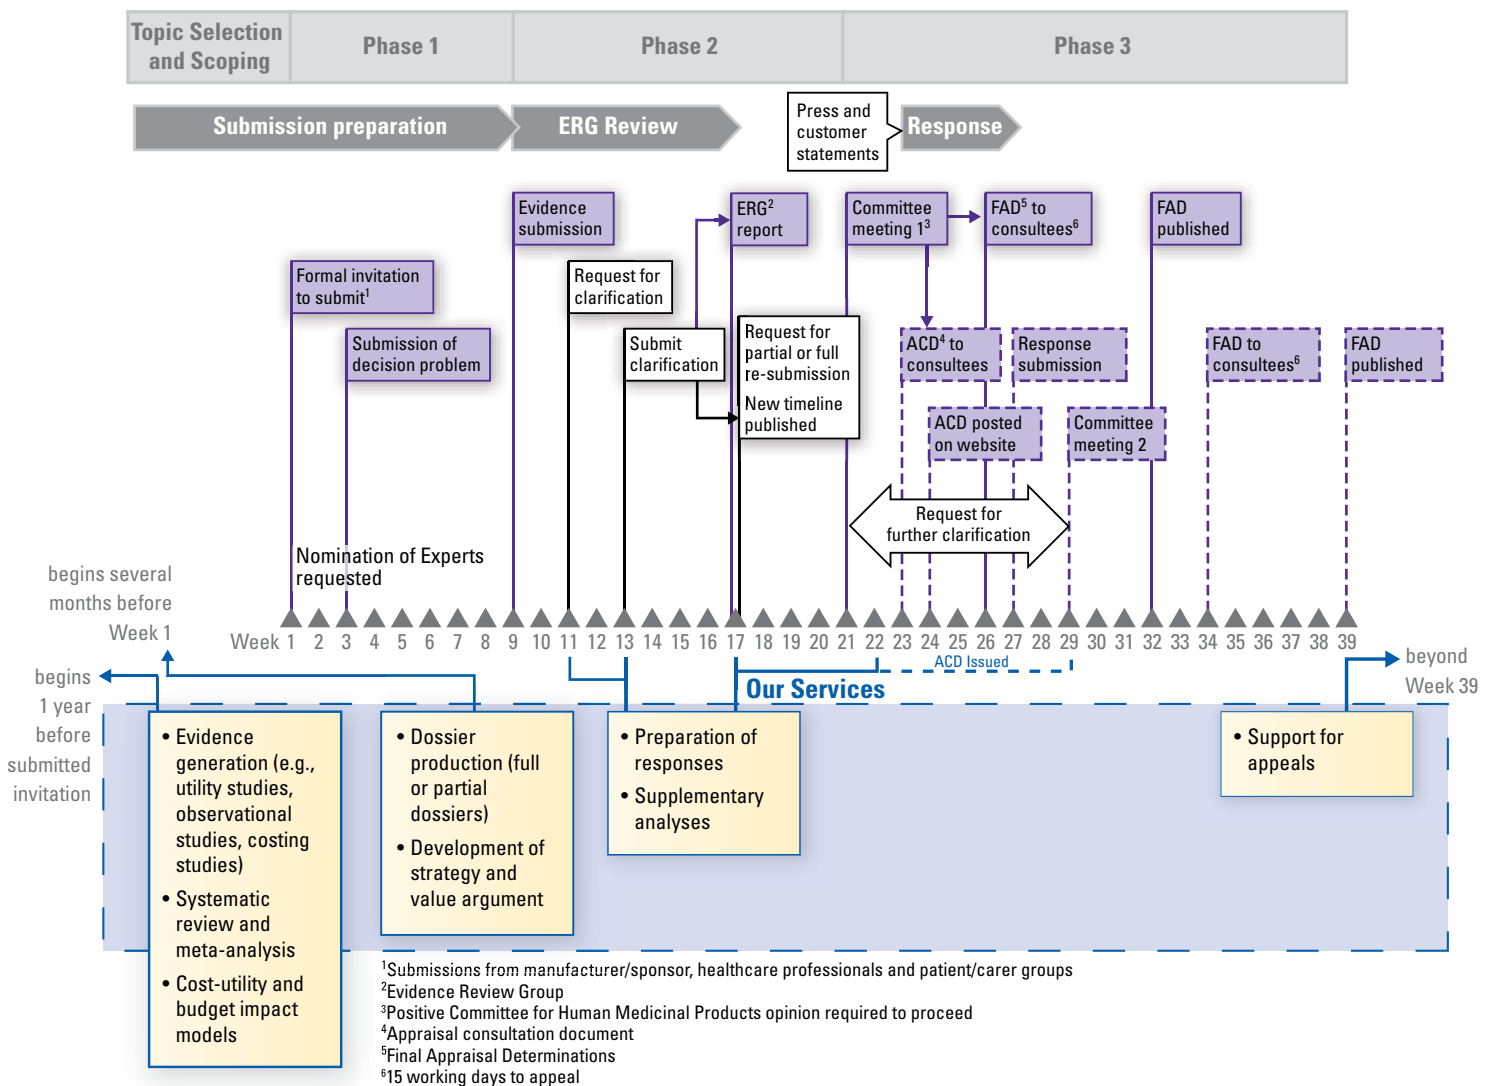 Topic Selection
and Scoping
Phase 1
Phase 2
Phase 3
Submission preparation
ERG Review
Press and
customer
statements
Response
Evidence
submission
ERG²
report
Committee
meeting 1³
FAD⁵ to
consultees⁶
FAD
published
Formal invitation
to submit¹
Request for
clarification
Submission of
decision problem
Submit
clarification
Request for
partial or full
re-submission
New timeline
published
ACD⁴ to
consultees
Response
submission
FAD to
consultees⁶
FAD
published
ACD posted
on website
Committee
meeting 2
Request for
further clarification
Nomination of Experts
requested
begins several
months before
Week 1
Week 1 2 3 4 5 6 7 8 9 10 11 12 13 14 15 16 17 18 19 20 21 22 23 24 25 26 27 28 29 30 31 32 33 34 35 36 37 38 39
ACD Issued
beyond
Week 39
begins
1 year
before
submitted
invitation
Our Services
• Evidence
generation (e.g.,
utility studies,
observational
studies, costing
studies)
• Systematic
review and
meta-analysis
• Cost-utility and
budget impact
models
• Dossier
production (full
or partial
dossiers)
• Development of
strategy and
value argument
• Preparation of
responses
• Supplementary
analyses
• Support for
appeals
¹Submissions from manufacturer/sponsor, healthcare professionals and patient/carer groups
²Evidence Review Group
³Positive Committee for Human Medicinal Products opinion required to proceed
⁴Appraisal consultation document
⁵Final Appraisal Determinations
⁶15 working days to appeal